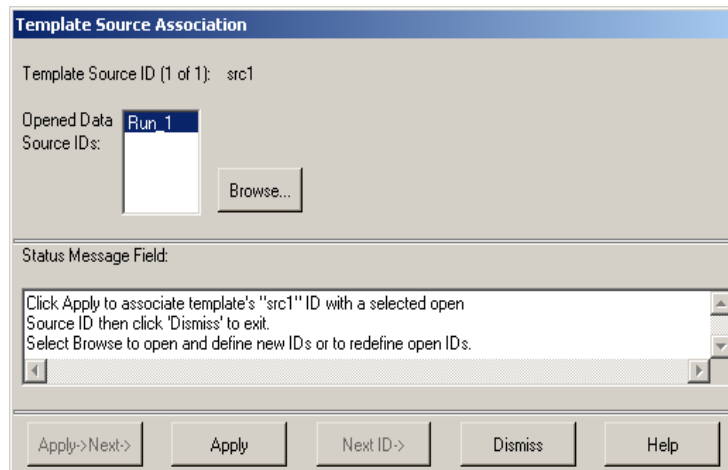 Template Source Association
Template Source ID (1 of 1): src1
Opened Data
Source IDs:
Run_1
Browse...
Status Message Field:
Click Apply to associate template's "src1" ID with a selected open
Source ID then click 'Dismiss' to exit.
Select Browse to open and define new IDs or to redefine open IDs.
Apply->Next->
Apply
Next ID->
Dismiss
Help